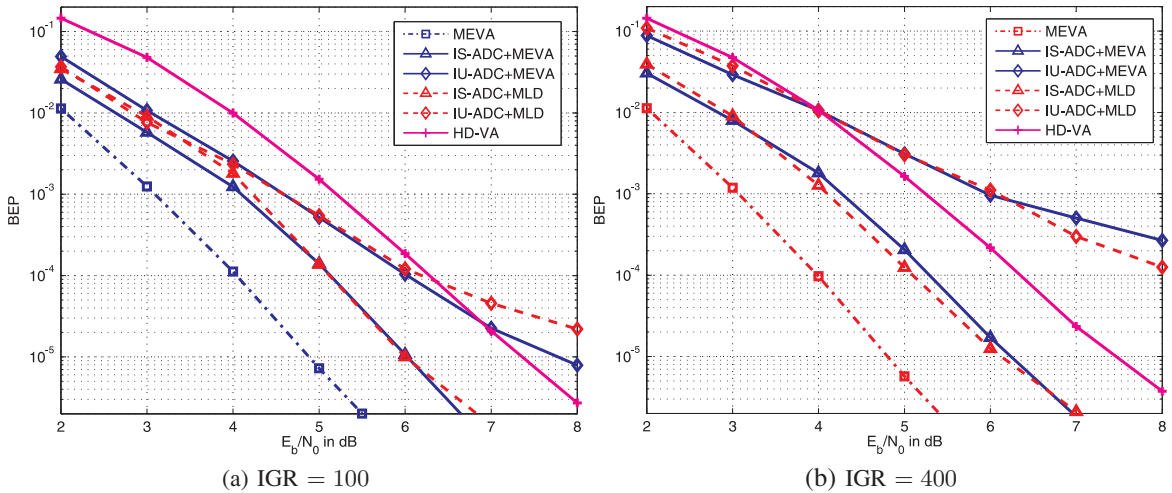 10^-1
10^-2
10^-3
10^-4
10^-5
BEP
2 3 4 5 6 7 8
E_b/N_0 in dB
MEVA
IS-ADC+MEVA
IU-ADC+MEVA
IS-ADC+MLD
IU-ADC+MLD
HD-VA
(a) IGR = 100
10^-1
10^-2
10^-3
10^-4
10^-5
BEP
2 3 4 5 6 7 8
E_b/N_0 in dB
MEVA
IS-ADC+MEVA
IU-ADC+MEVA
IS-ADC+MLD
IU-ADC+MLD
HD-VA
(b) IGR = 400